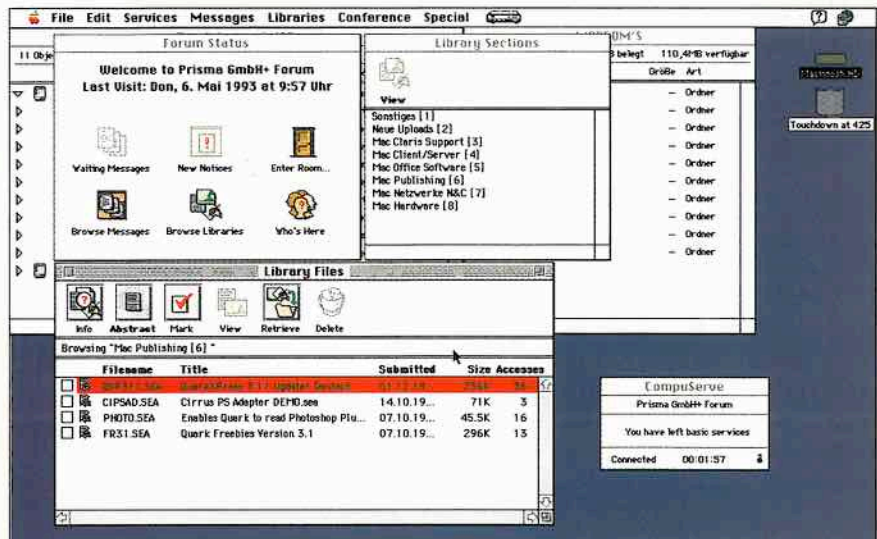 File Edit Services Messages Libraries Conference Special
11 Obje
110,4MB verfügbar
Größe Art
– Ordner
– Ordner
– Ordner
– Ordner
– Ordner
– Ordner
– Ordner
– Ordner
– Ordner
– Ordner
Touchdown at 425
Forum Status
Welcome to Prisma GmbH+ Forum
Last Visit: Don, 6. Mai 1993 at 9:57 Uhr
Waiting Messages
New Notices
Enter Room...
Browse Messages
Browse Libraries
Who's Here
Library Sections
View
Sonstiges [1]
Neue Uploads [2]
Mac Claris Support [3]
Mac Client/Server [4]
Mac Office Software [5]
Mac Publishing [6]
Mac Netzwerke N&C [7]
Mac Hardware [8]
Library Files
Info
Abstract
Mark
View
Retrieve
Delete
Browsing "Mac Publishing [6] "
Filename Title Submitted Size Accesses
CIPSAD.SEA Cirrus PS Adapter DEMO.sea 14.10.19... 71K 3
PHOTO.SEA Enables Quark to read Photoshop Plu... 07.10.19... 45.5K 16
FR31.SEA Quark Freebies Version 3.1 07.10.19... 296K 13
CompuServe
Prisma GmbH+ Forum
You have left basic services
Connected 00:01:57